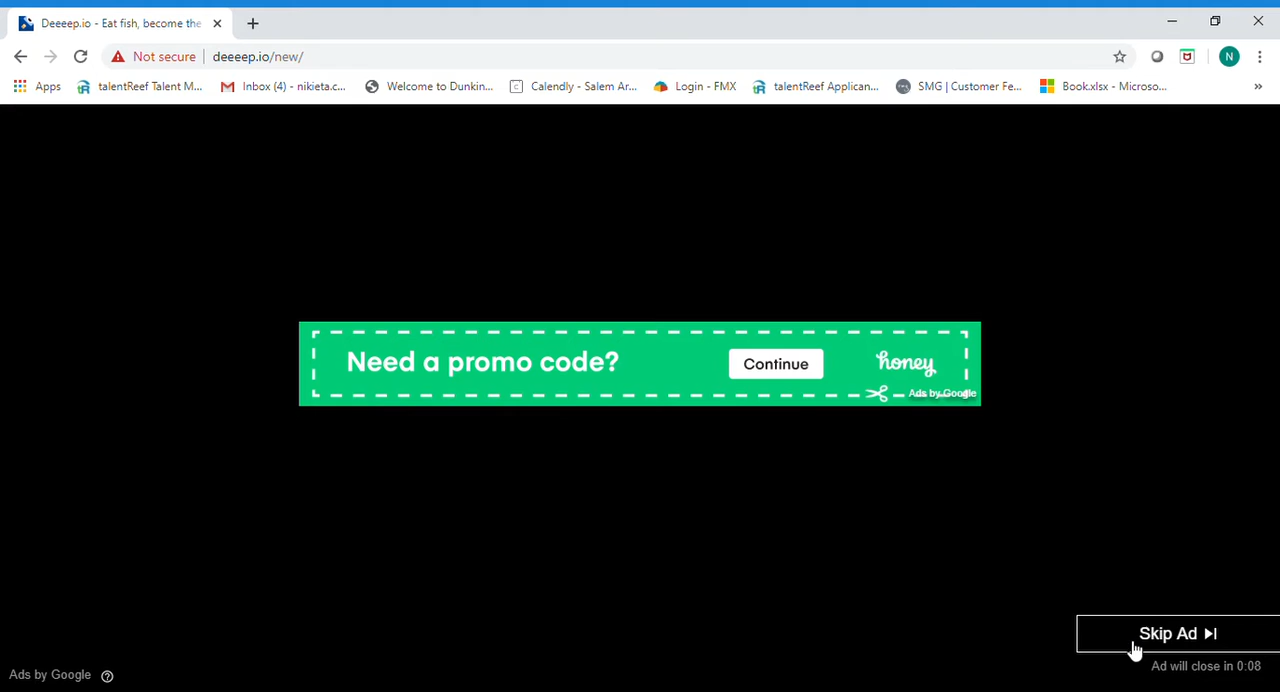 Deeeep.io - Eat fish, become the
Not secure deeeep.io/new/
N
Apps talentReef Talent M... Inbox (4) - nikieta.c... Welcome to Dunkin... Calendly - Salem Ar... Login - FMX talentReef Applican... SMG | Customer Fe... Book.xlsx - Microso... »
Need a promo code? Continue honey
Ads by Google
Skip Ad
Ad will close in 0:08
Ads by Google